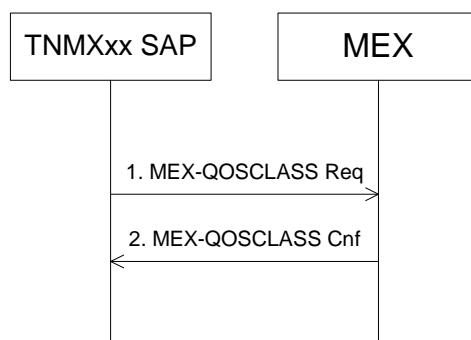 TNMXxx SAP
MEX
1. MEX-QOSCLASS Req
2. MEX-QOSCLASS Cnf